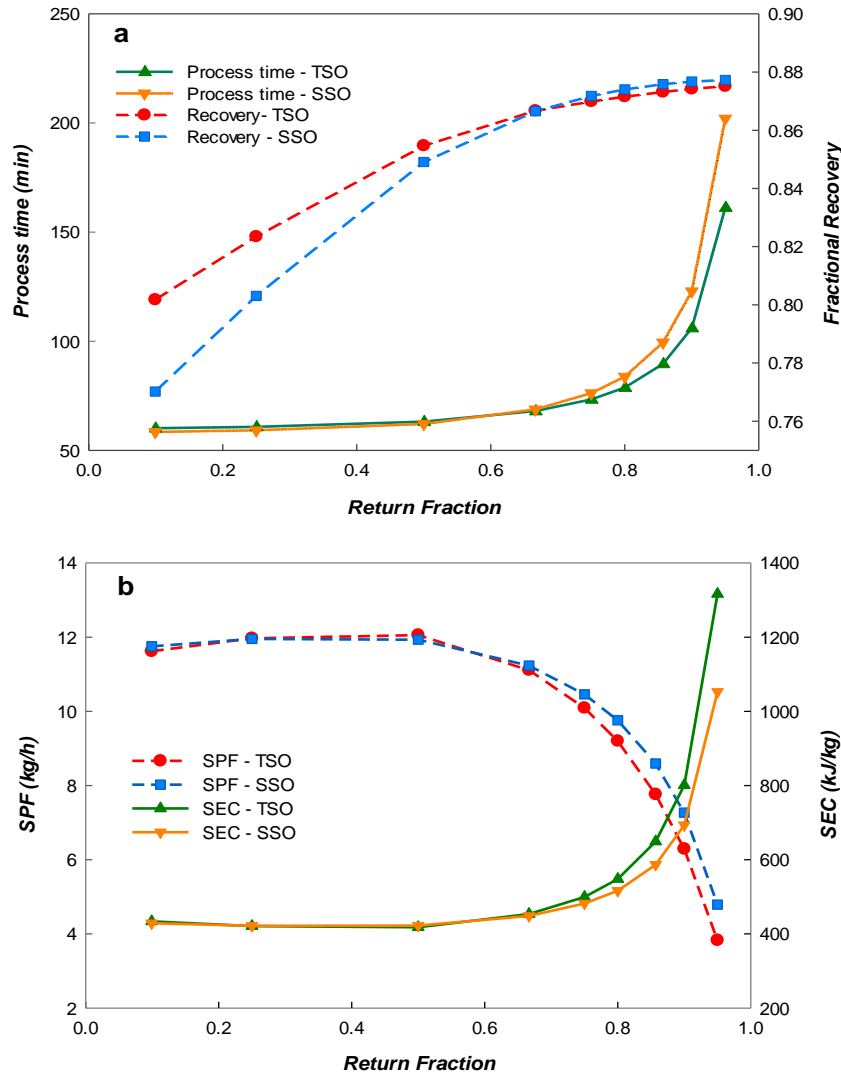 a
250
200
150
100
50
Process time (min)
Process time - TSO
Process time - SSO
Recovery- TSO
Recovery - SSO
0.90
0.88
0.86
0.84
0.82
0.80
0.78
0.76
Fractional Recovery
0.0 0.2 0.4 0.6 0.8 1.0
Return Fraction
b
14
12
10
8
6
4
2
SPF (kg/h)
SPF - TSO
SPF - SSO
SEC - TSO
SEC - SSO
1400
1200
1000
800
600
400
200
SEC (kJ/kg)
0.0 0.2 0.4 0.6 0.8 1.0
Return Fraction